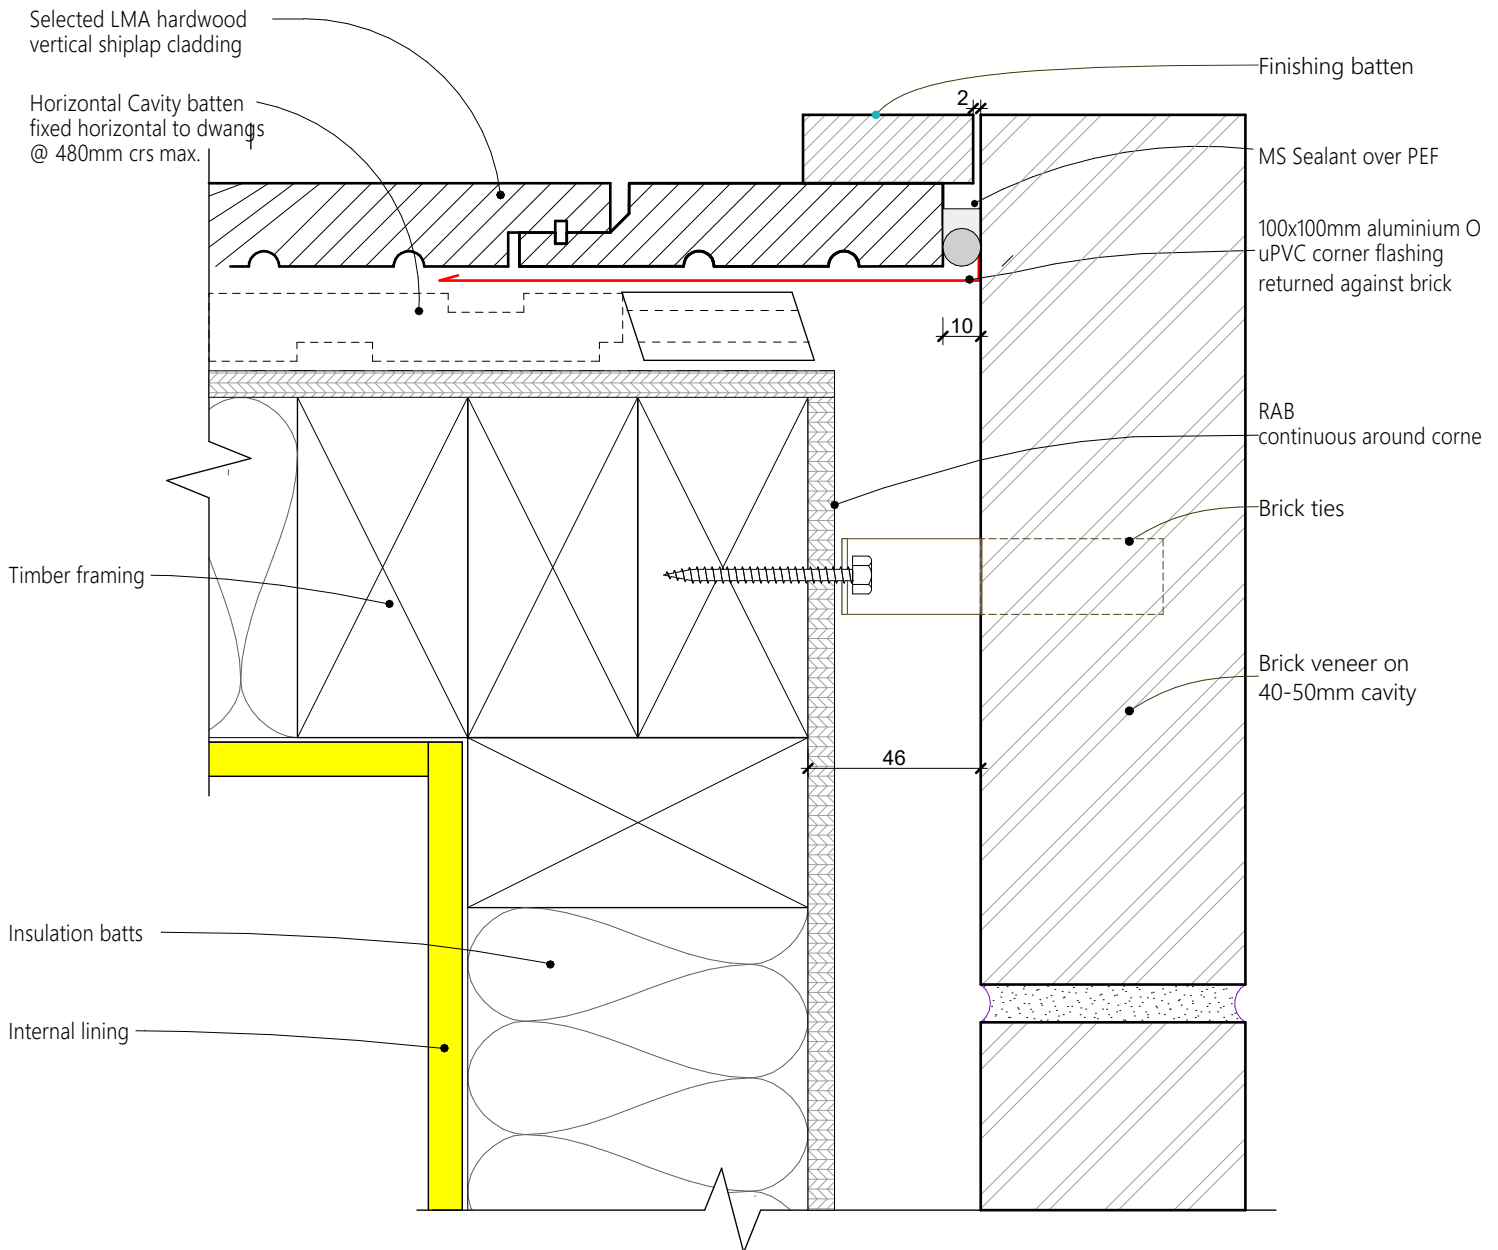 Selected LMA hardwood
vertical shiplap cladding
Horizontal Cavity batten
fixed horizontal to dwangs
@ 480mm crs max.
Timber framing
Insulation batts
Internal lining
2
10
46
Finishing batten
MS Sealant over PEF
100x100mm aluminium O
uPVC corner flashing
returned against brick
RAB
continuous around corne
Brick ties
Brick veneer on
40-50mm cavity